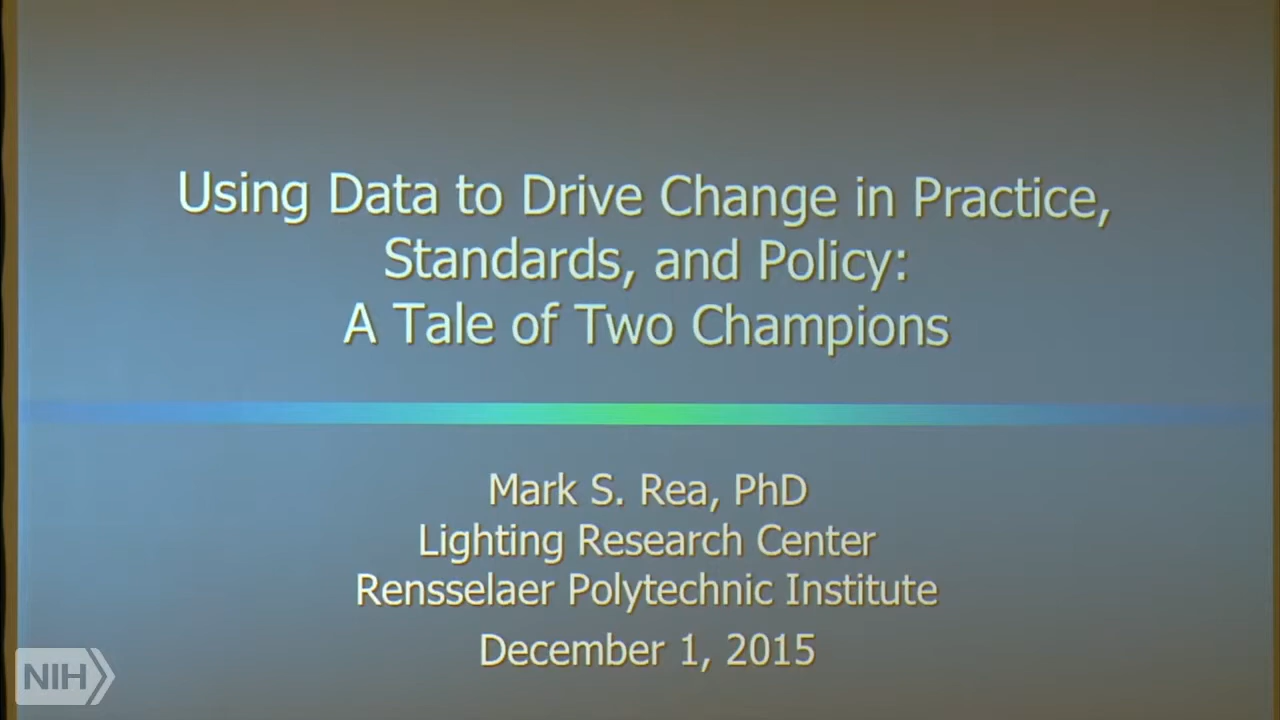 Using Data to Drive Change in Practice,
Standards, and Policy:
A Tale of Two Champions
Mark S. Rea, PhD
Lighting Research Center
Rensselaer Polytechnic Institute
December 1, 2015
NIH